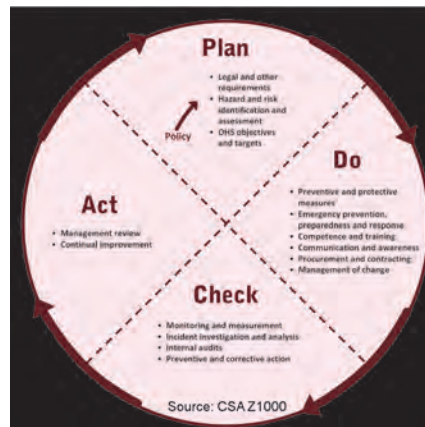 Plan
• Legal and other
requirements
• Hazard and risk
identification and
assessment
• OHS objectives
and targets
Policy
Do
• Preventive and protective
measures
• Emergency prevention,
preparedness and response
• Competence and training
• Communication and awareness
• Procurement and contracting
• Management of change
Act
• Management review
• Continual improvement
Check
• Monitoring and measurement
• Incident investigation and analysis
• Internal audits
• Preventive and corrective action
Source: CSA Z1000